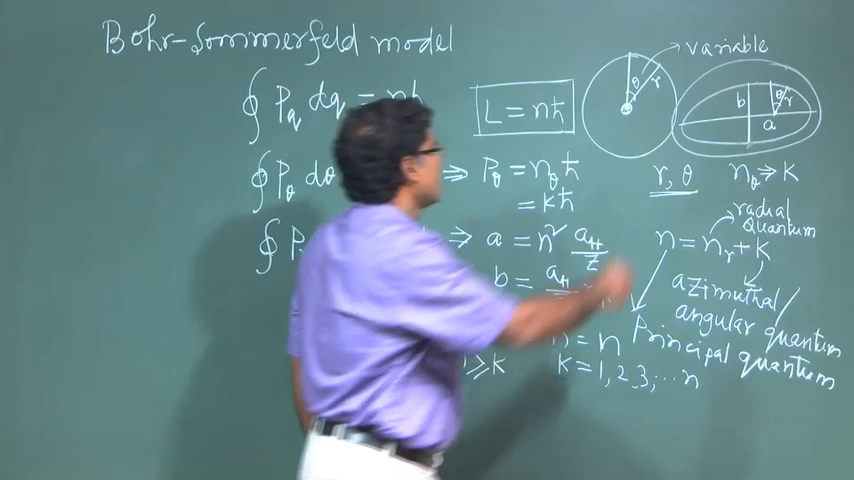 Bohr-Sommerfeld model
variable
∮ P_q dq = nh
L = nħ
θ r
b θ r
a
∮ P_θ dθ ⇒ P_θ = n_θ ħ
= kħ
r, θ n_θ ⇒ k
radial
quantum
∮ P ⇒ a = n² a_H/Z
n = n_r + k
b = a_H
azimuthal /
angular quantum
Principal quantum
= n
≥ k k = 1, 2, 3, ... n